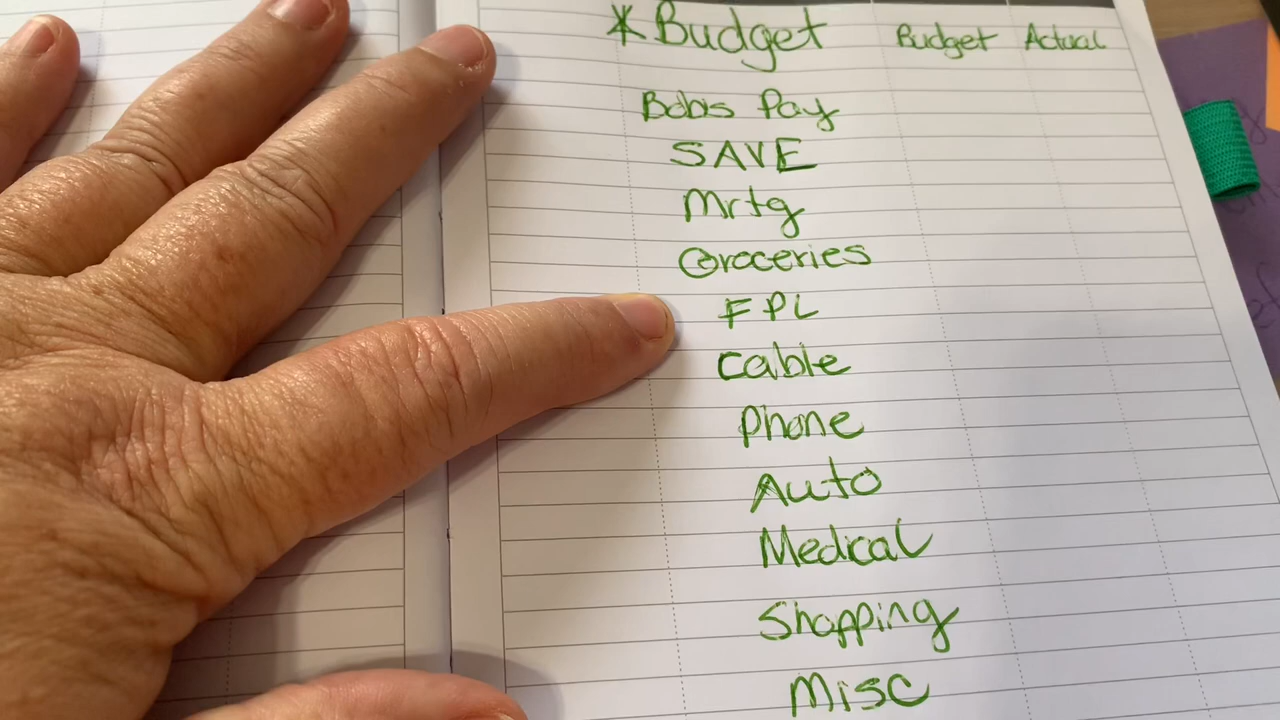 * Budget Budget Actual
Bobs Pay
SAVE
Mrtg
Groceries
FPL
Cable
Phone
Auto
Medical
Shopping
Misc